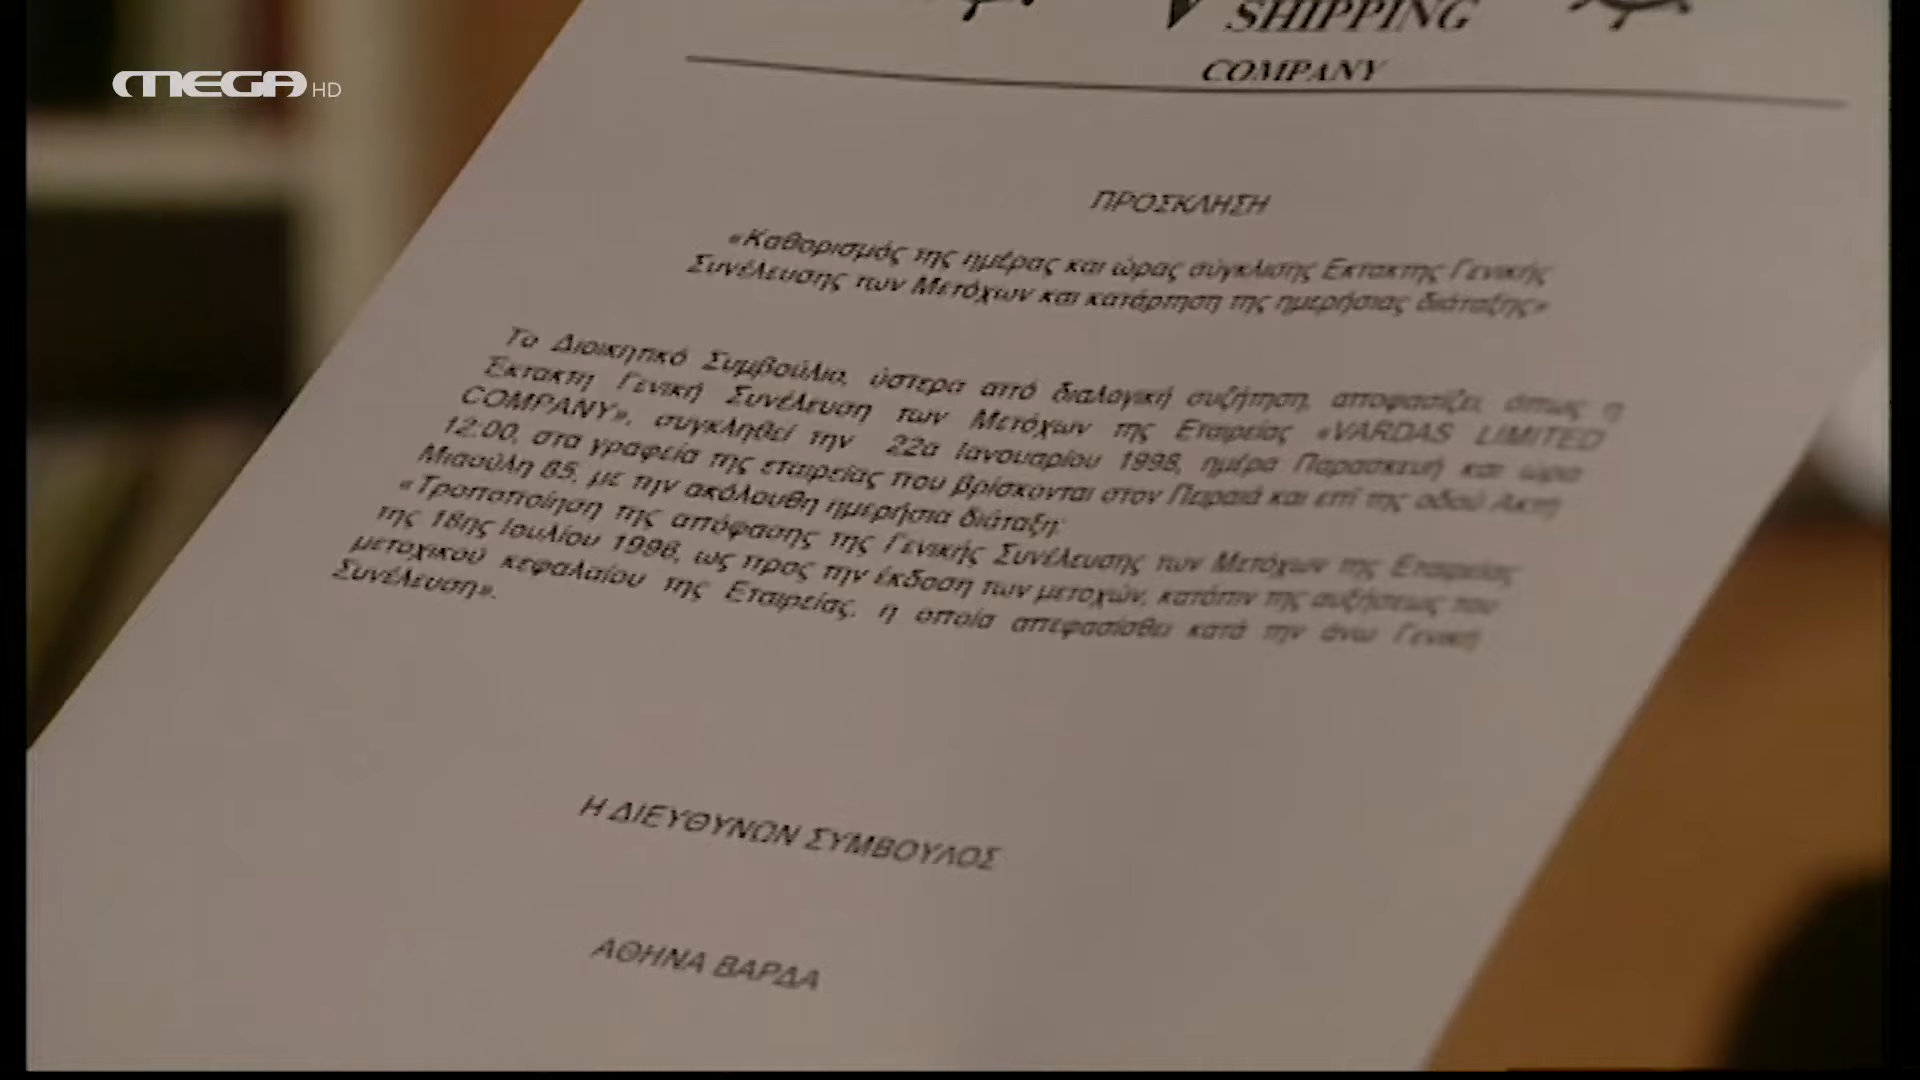 MEGA HD
SHIPPING
COMPANY
ΠΡΟΣΚΛΗΣΗ
«Καθορισμός της ημέρας και ώρας σύγκλισης Εκτακτης Γενικής
Συνέλευσης των Μετόχων και κατάρτηση της ημερήσιας διάταξης»
Το Διοικητικό Συμβούλιο, ύστερα από διαλογική συζήτηση, αποφασίζει, όπως η
Έκτακτη Γενική Συνέλευση των Μετόχων της Εταιρείας «VARDAS LIMITED
COMPANY», συγκληθεί την 22α Ιανουαρίου 1998, ημέρα Παρασκευή και ώρα
12:00, στα γραφεία της εταιρείας που βρίσκονται στον Πειραιά και επί της οδού Ακτή
Μιαούλη 85, με την ακόλουθη ημερήσια διάταξη:
«Τροποποίηση της απόφασης της Γενικής Συνέλευσης των Μετόχων της Εταιρείας
της 18ης Ιουλίου 1996, ως προς την έκδοση των μετοχών, κατόπιν της αυξήσεως του
μετοχικού κεφαλαίου της Εταιρείας, η οποία απεφασίσθει κατά την άνω Γενική
Συνέλευση».
Η ΔΙΕΥΘΥΝΩΝ ΣΥΜΒΟΥΛΟΣ
ΑΘΗΝΑ ΒΑΡΔΑ